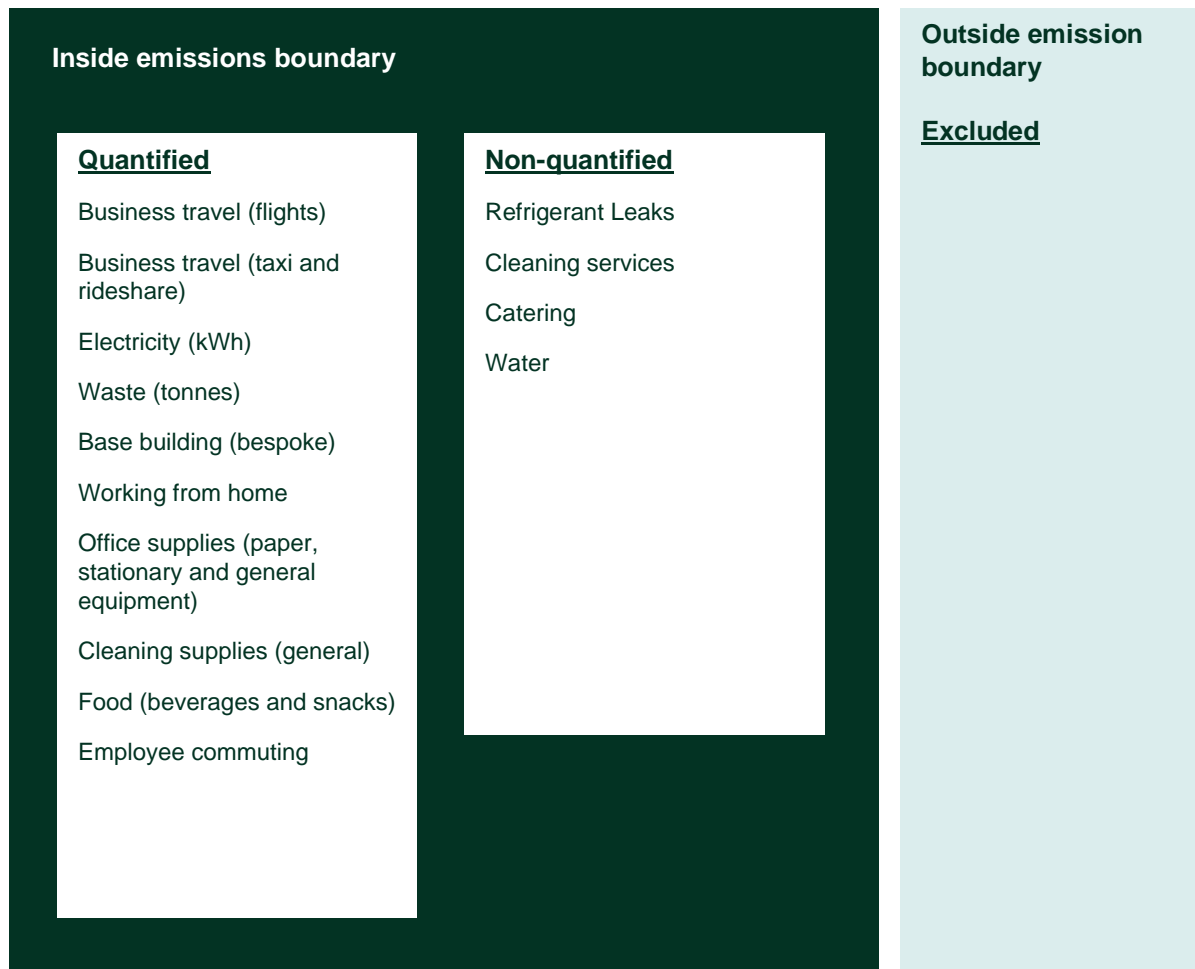 Inside emissions boundary
Quantified
Business travel (flights)
Business travel (taxi and
rideshare)
Electricity (kWh)
Waste (tonnes)
Base building (bespoke)
Working from home
Office supplies (paper,
stationary and general
equipment)
Cleaning supplies (general)
Food (beverages and snacks)
Employee commuting
Non-quantified
Refrigerant Leaks
Cleaning services
Catering
Water
Outside emission
boundary
Excluded